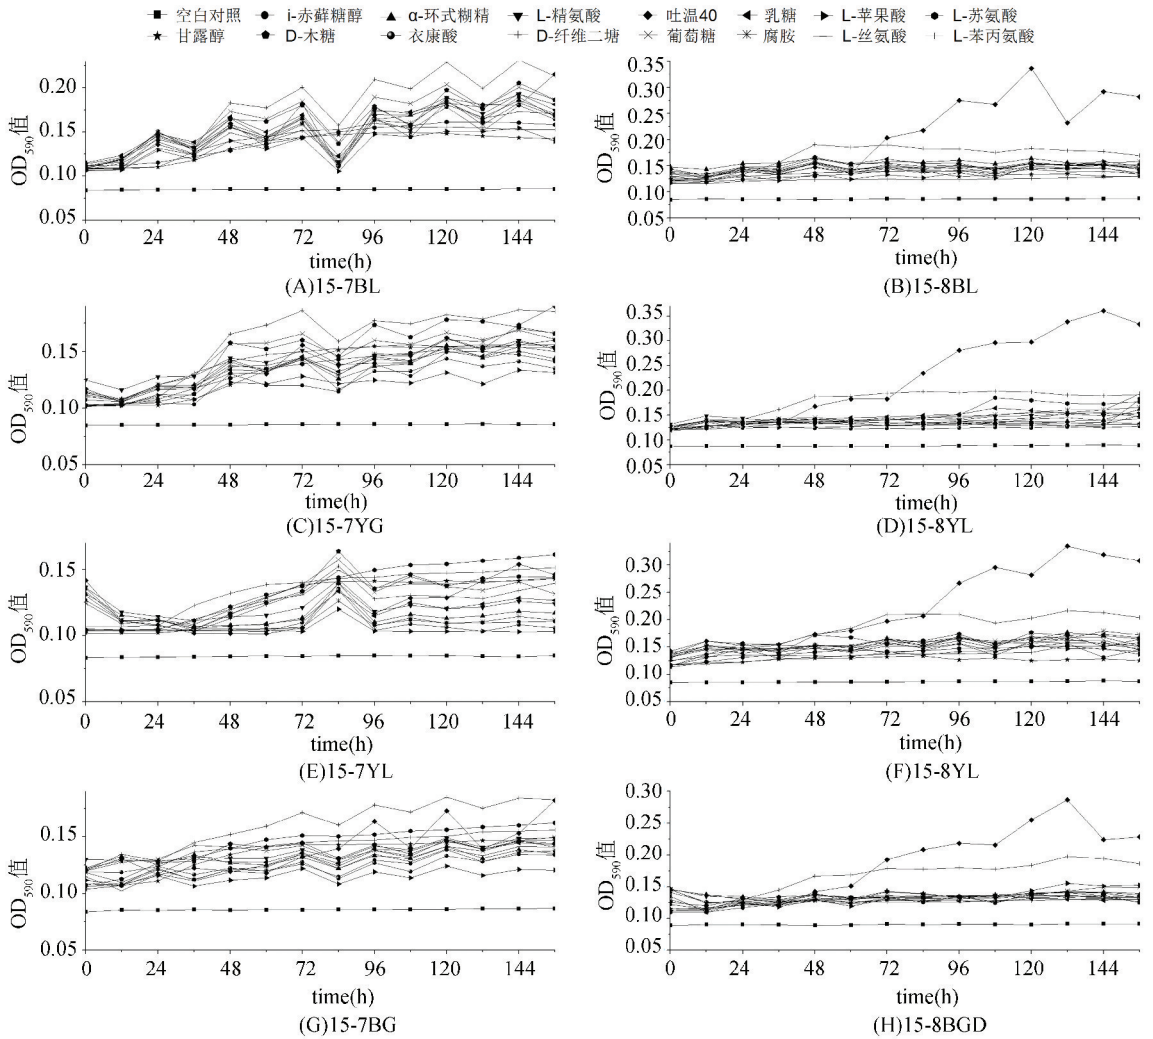 空白对照 i-赤藓糖醇 α-环式糊精 L-精氨酸 吐温40 乳糖 L-苹果酸 L-苏氨酸
甘露醇 D-木糖 衣康酸 D-纤维二塘 葡萄糖 腐胺 L-丝氨酸 L-苯丙氨酸
OD590值
0.20
0.15
0.10
0.05
0 24 48 72 96 120 144
time(h)
(A)15-7BL
OD590值
0.35
0.30
0.25
0.20
0.15
0.10
0.05
0 24 48 72 96 120 144
time(h)
(B)15-8BL
OD590值
0.15
0.10
0.05
0 24 48 72 96 120 144
time(h)
(C)15-7YG
OD590值
0.35
0.30
0.25
0.20
0.15
0.10
0.05
0 24 48 72 96 120 144
time(h)
(D)15-8YL
OD590值
0.15
0.10
0.05
0 24 48 72 96 120 144
time(h)
(E)15-7YL
OD590值
0.30
0.25
0.20
0.15
0.10
0.05
0 24 48 72 96 120 144
time(h)
(F)15-8YL
OD590值
0.15
0.10
0.05
0 24 48 72 96 120 144
time(h)
(G)15-7BG
OD590值
0.30
0.25
0.20
0.15
0.10
0.05
0 24 48 72 96 120 144
time(h)
(H)15-8BGD